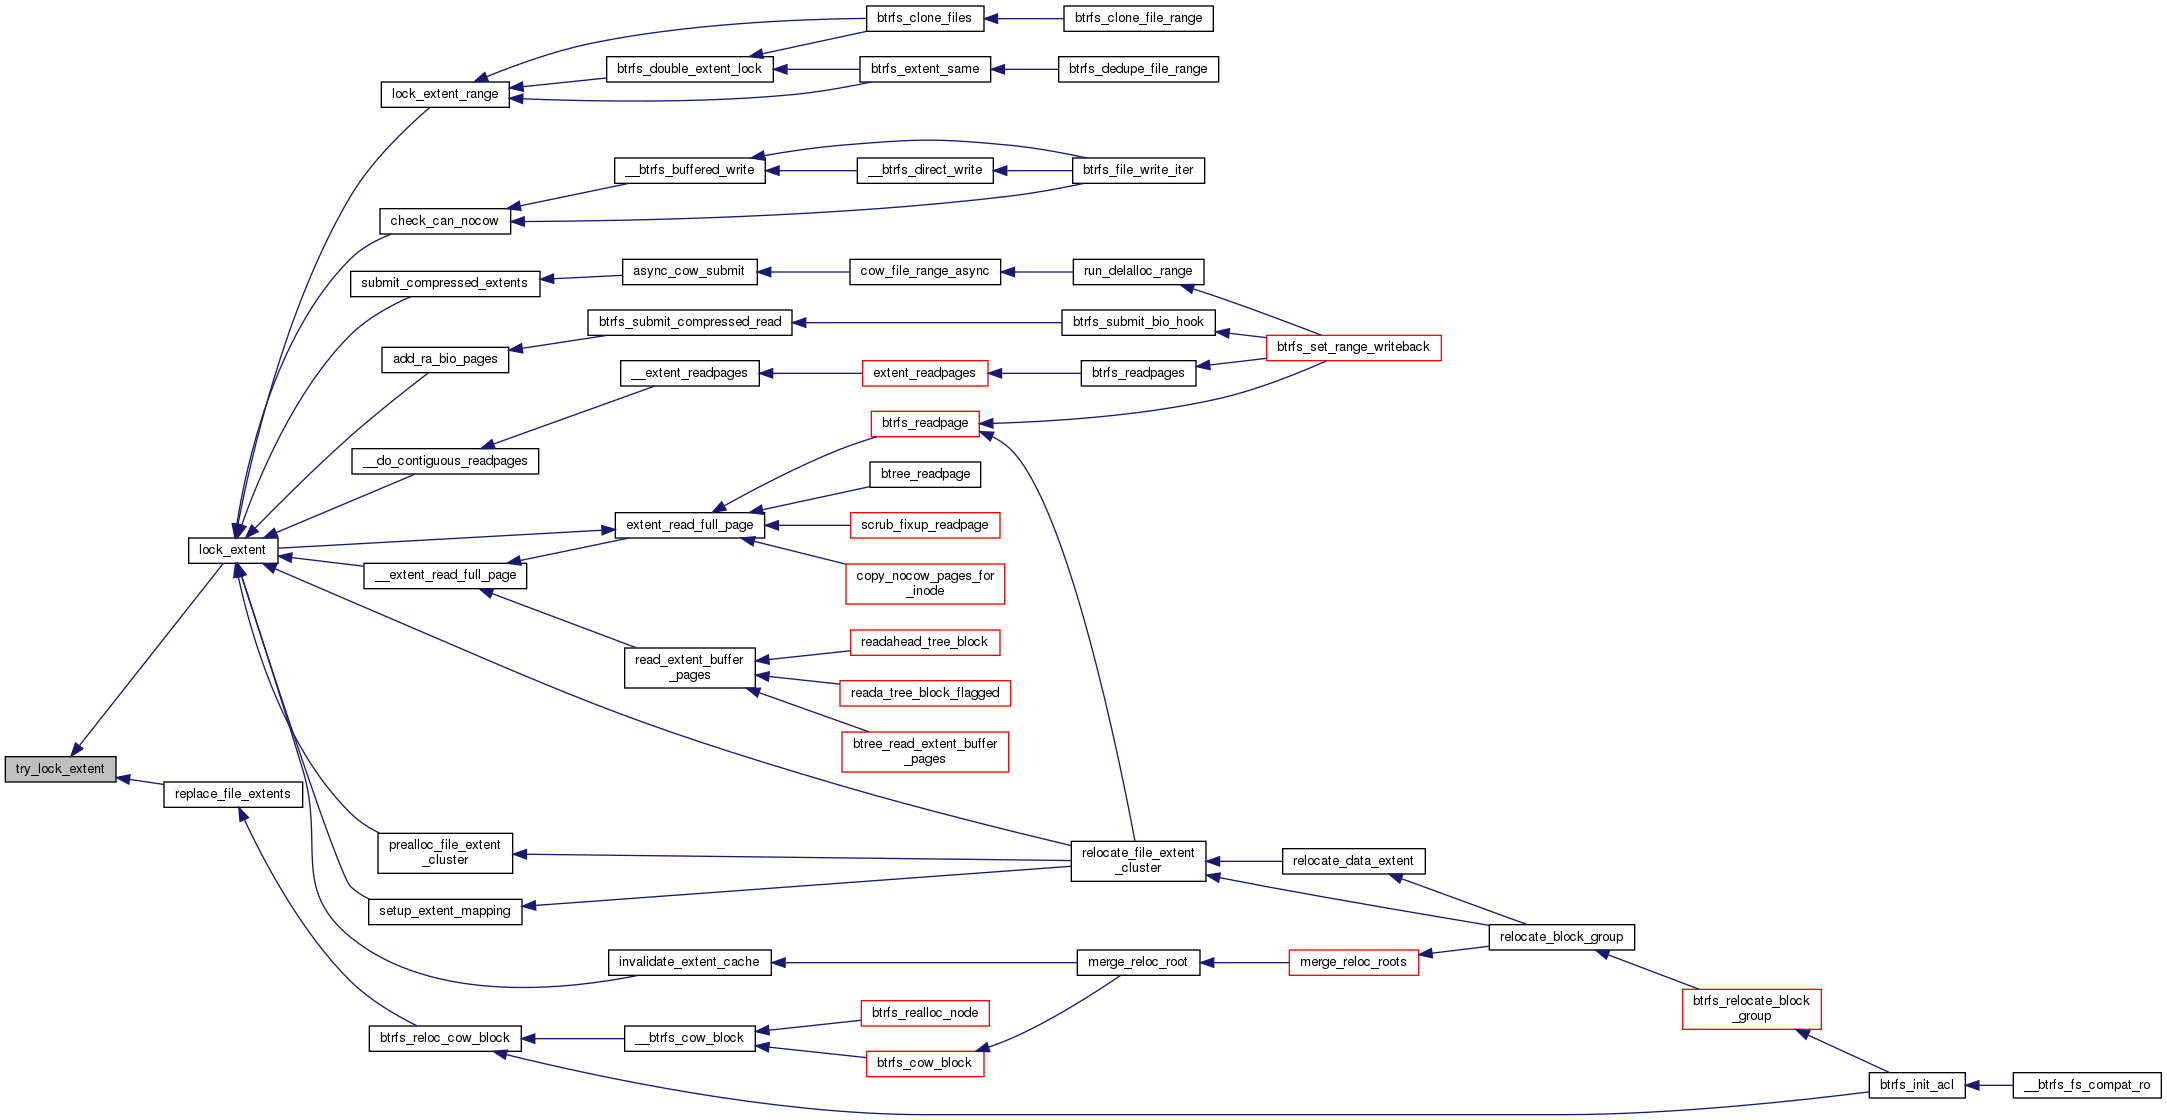 btrfs_clone_files
btrfs_clone_file_range
btrfs_double_extent_lock
btrfs_extent_same
btrfs_dedupe_file_range
lock_extent_range
__btrfs_buffered_write
__btrfs_direct_write
btrfs_file_write_iter
check_can_nocow
async_cow_submit
cow_file_range_async
run_delalloc_range
submit_compressed_extents
btrfs_submit_compressed_read
btrfs_submit_bio_hook
btrfs_set_range_writeback
add_ra_bio_pages
__extent_readpages
extent_readpages
btrfs_readpages
btrfs_readpage
__do_contiguous_readpages
btree_readpage
extent_read_full_page
scrub_fixup_readpage
lock_extent
__extent_read_full_page
copy_nocow_pages_for
_inode
readahead_tree_block
read_extent_buffer
_pages
reada_tree_block_flagged
btree_read_extent_buffer
_pages
try_lock_extent
replace_file_extents
prealloc_file_extent
_cluster
relocate_file_extent
_cluster
relocate_data_extent
setup_extent_mapping
relocate_block_group
invalidate_extent_cache
merge_reloc_root
merge_reloc_roots
btrfs_relocate_block
_group
btrfs_realloc_node
btrfs_reloc_cow_block
__btrfs_cow_block
btrfs_cow_block
btrfs_init_acl
__btrfs_fs_compat_ro